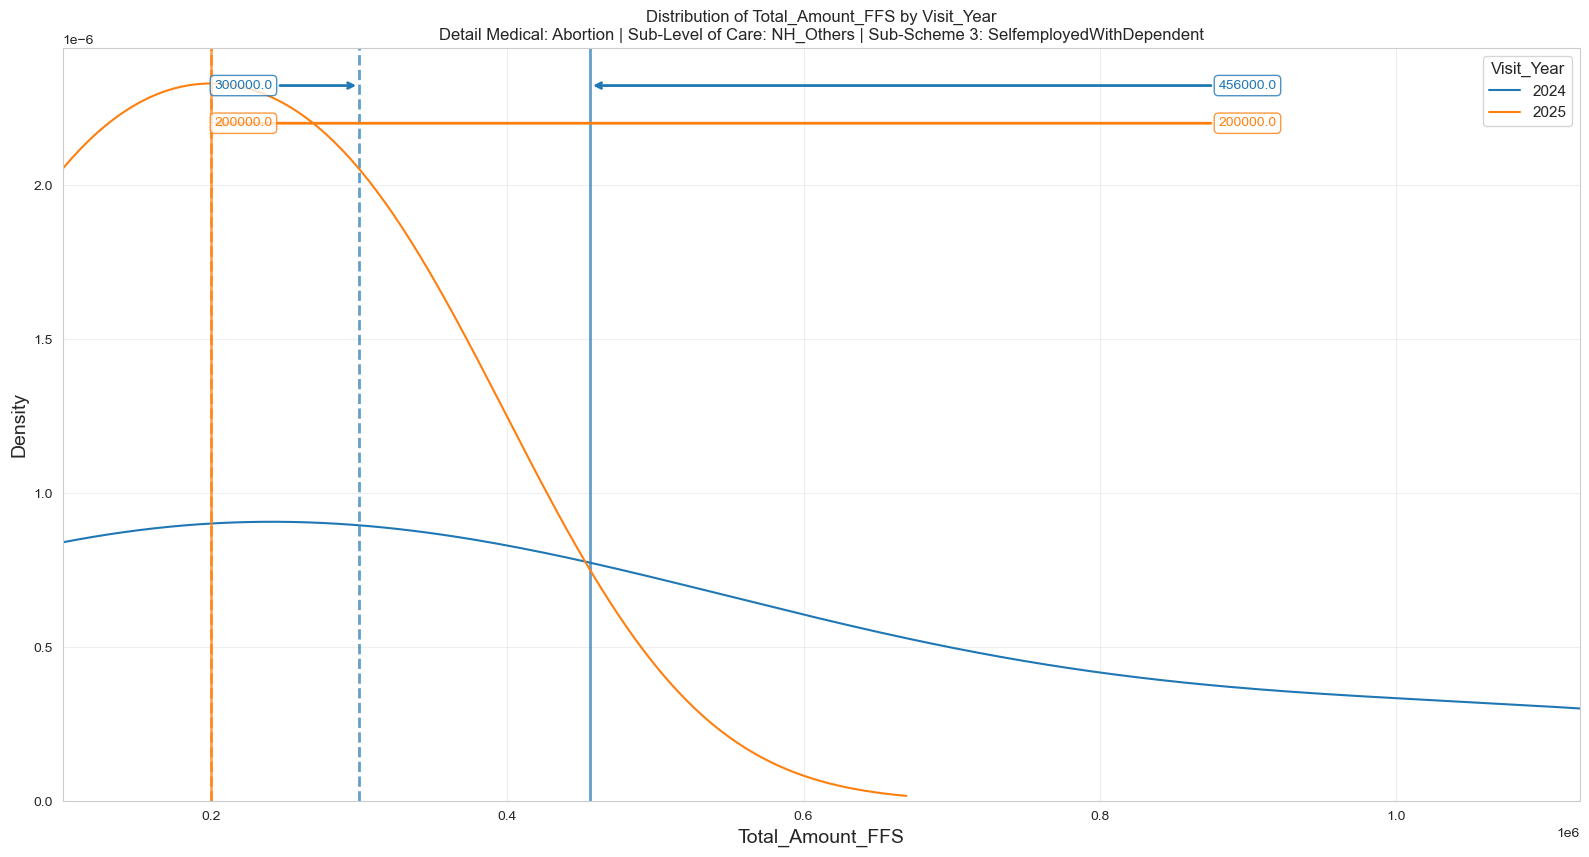 Distribution of Total_Amount_FFS by Visit_Year
Detail Medical: Abortion | Sub-Level of Care: NH_Others | Sub-Scheme 3: SelfemployedWithDependent
1e−6
Visit_Year
2024
2025
300000.0
456000.0
200000.0
200000.0
2.0
1.5
1.0
0.5
0.0
Density
0.2
0.4
0.6
0.8
1.0
1e6
Total_Amount_FFS